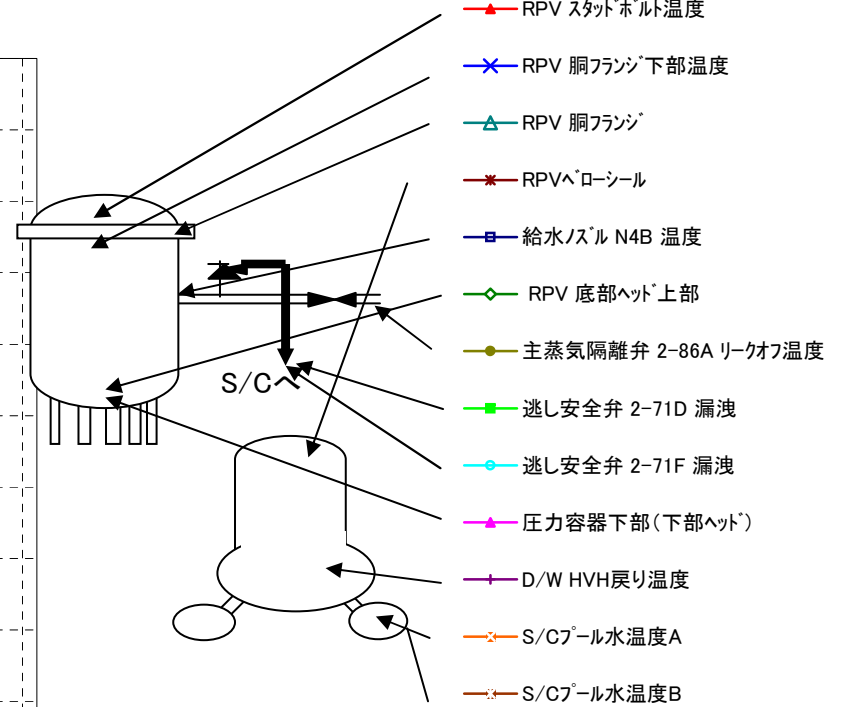 RPV ｽﾀｯﾄﾞﾎﾞﾙﾄ温度
RPV 胴ﾌﾗﾝｼﾞ下部温度
RPV 胴ﾌﾗﾝｼﾞ
RPVﾍﾞﾛｰｼｰﾙ
給水ﾉｽﾞﾙ N4B 温度
RPV 底部ﾍｯﾄﾞ上部
主蒸気隔離弁 2-86A ﾘｰｸｵﾌ温度
S/Cへ
逃し安全弁 2-71D 漏洩
逃し安全弁 2-71F 漏洩
圧力容器下部(下部ﾍｯﾄﾞ)
D/W HVH戻り温度
S/Cﾌﾟｰﾙ水温度A
S/Cﾌﾟｰﾙ水温度B